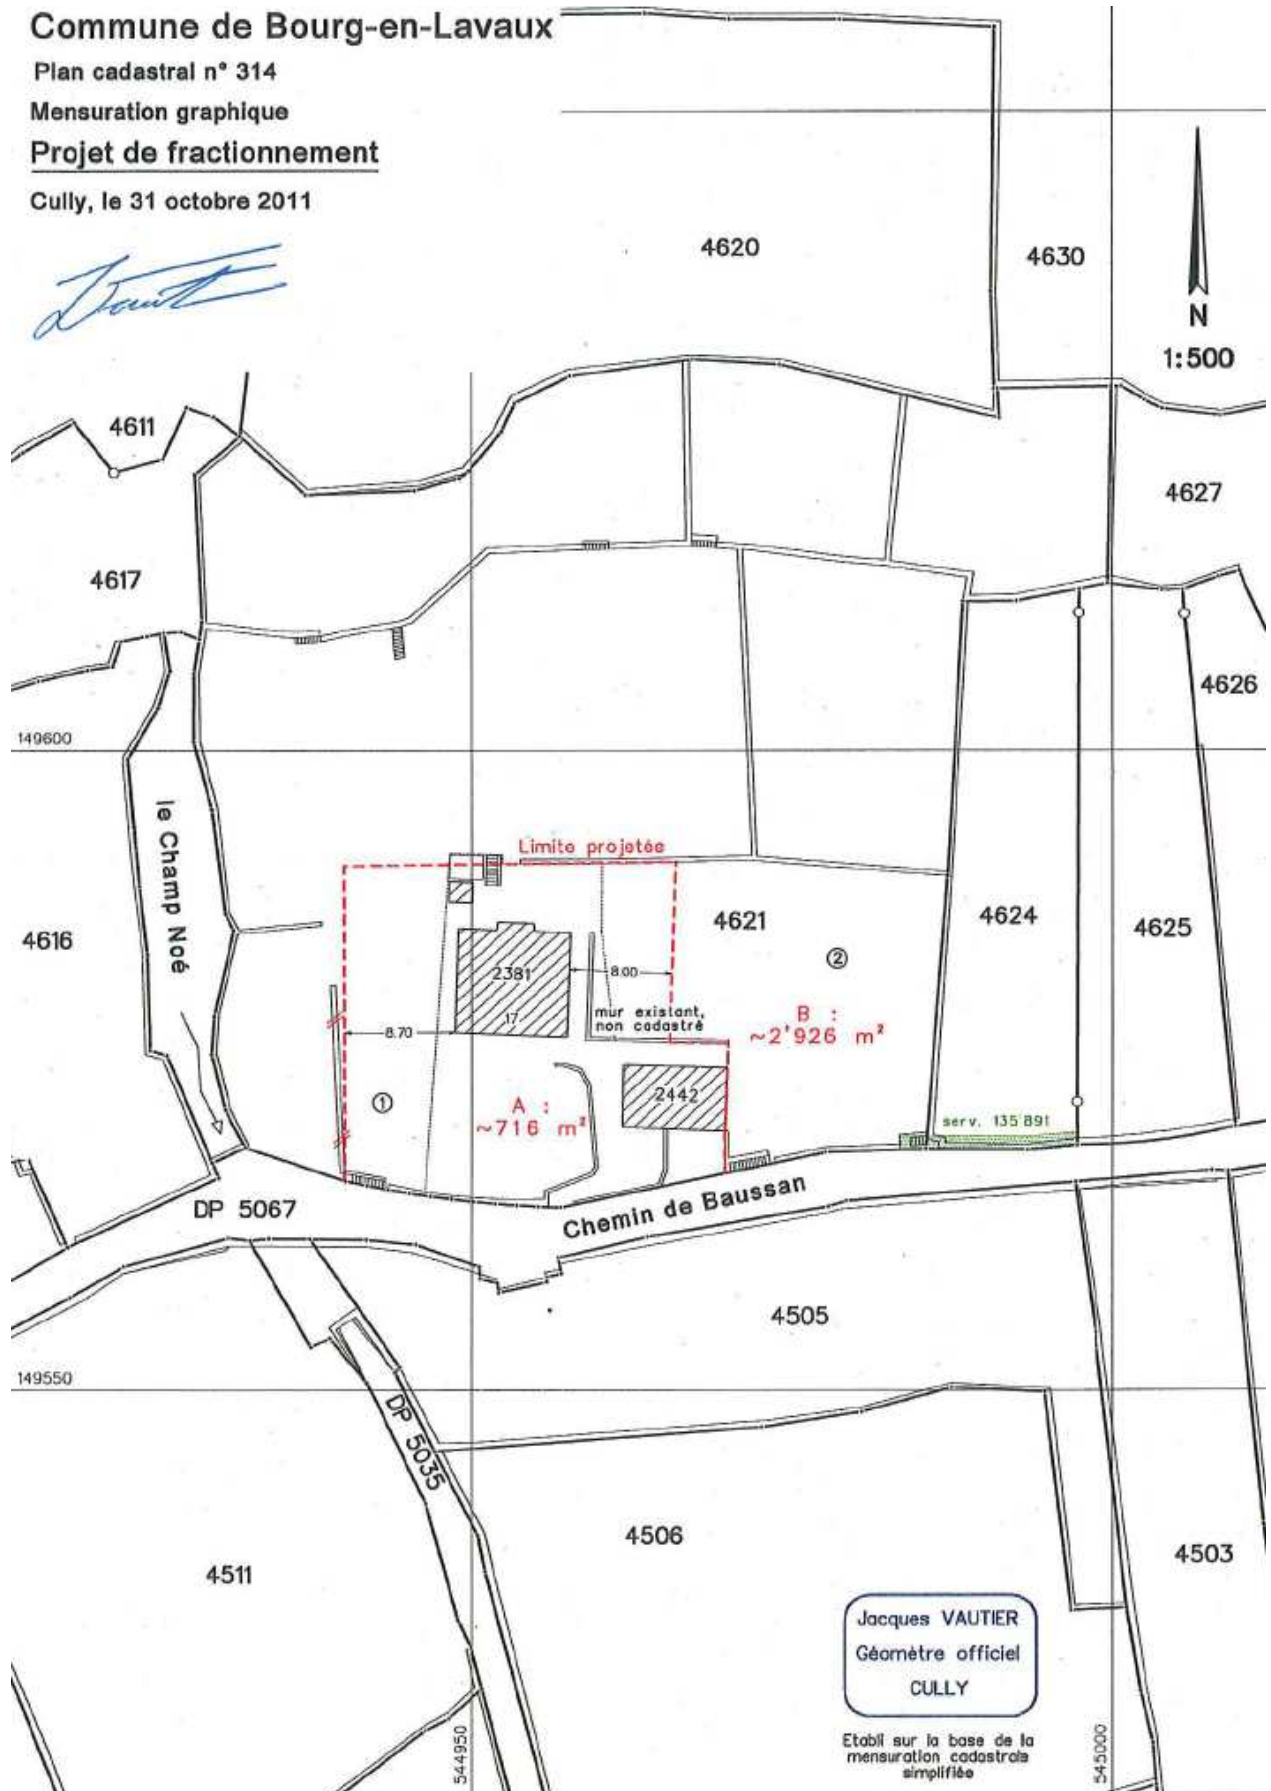 Commune de Bourg-en-Lavaux
Plan cadastral n° 314
Mensuration graphique
Projet de fractionnement
Cully, le 31 octobre 2011
4620
4630
N
1:500
4611
4627
4617
4626
149600
le Champ Noé
Limite projetée
4616
4621
4624
4625
2381
8.00
②
17
mur existant,
non cadastré
B :
~2'926 m²
8.70
①
A :
~716 m²
2442
serv. 135 891
DP 5067
Chemin de Baussan
4505
149550
DP 5035
4506
4503
4511
Jacques VAUTIER
Géomètre officiel
CULLY
Etabli sur la base de la
mensuration cadastrale
simplifiée
544950
545000